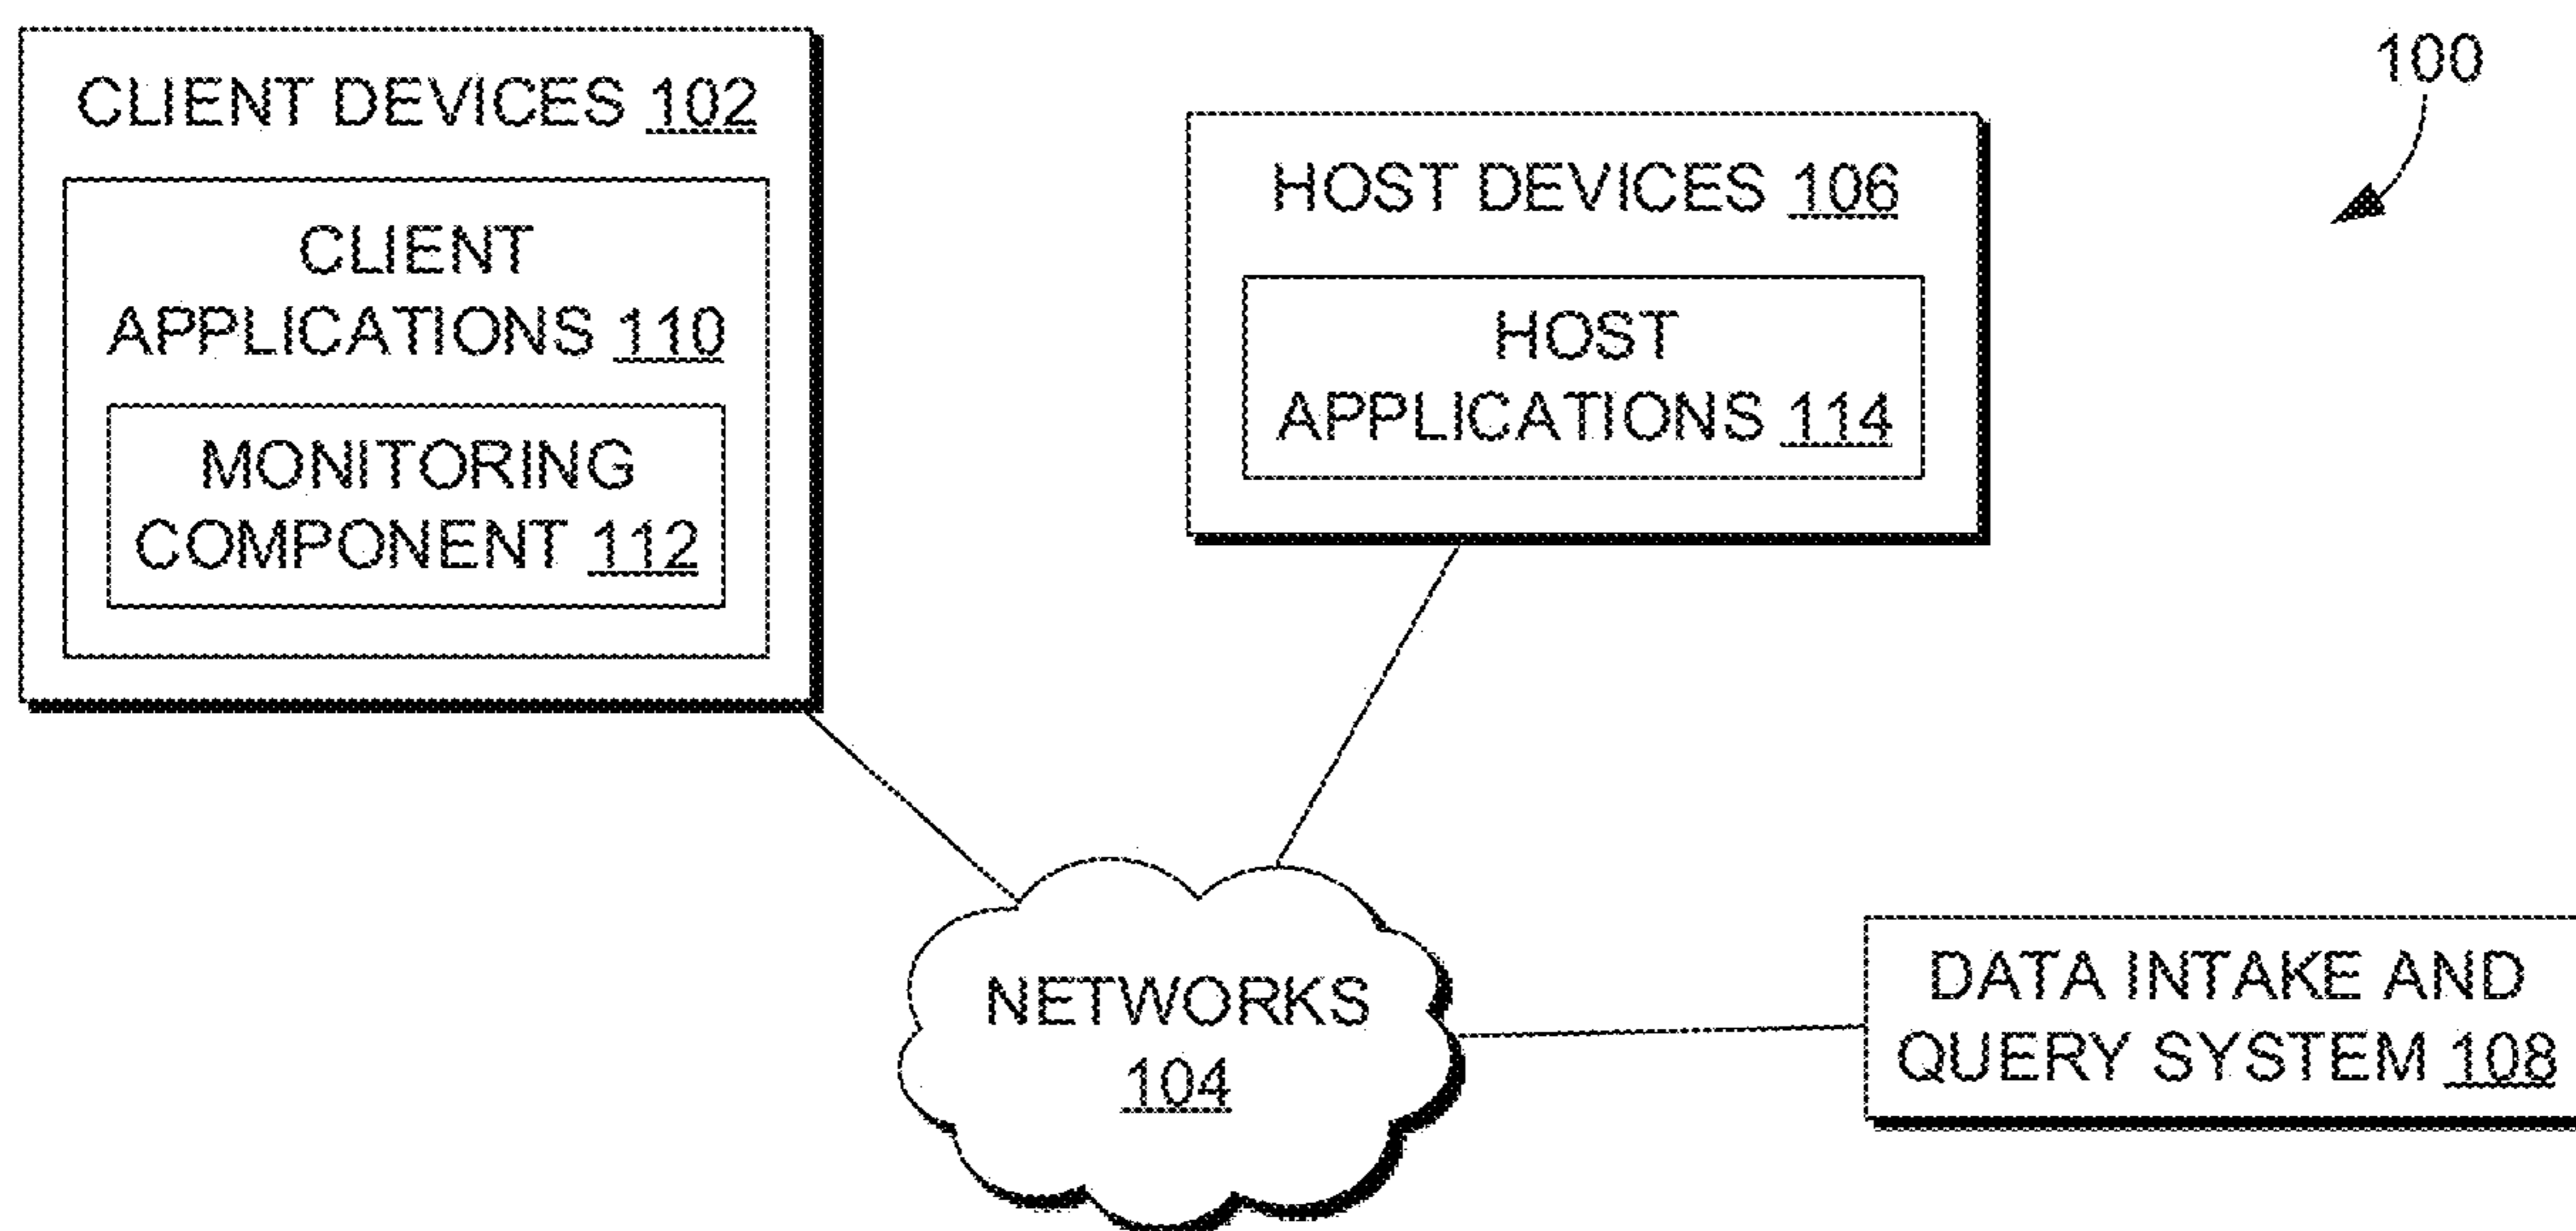 100
CLIENT DEVICES 102
CLIENT
APPLICATIONS 110
MONITORING
COMPONENT 112
HOST DEVICES 106
HOST
APPLICATIONS 114
NETWORKS
104
DATA INTAKE AND
QUERY SYSTEM 108